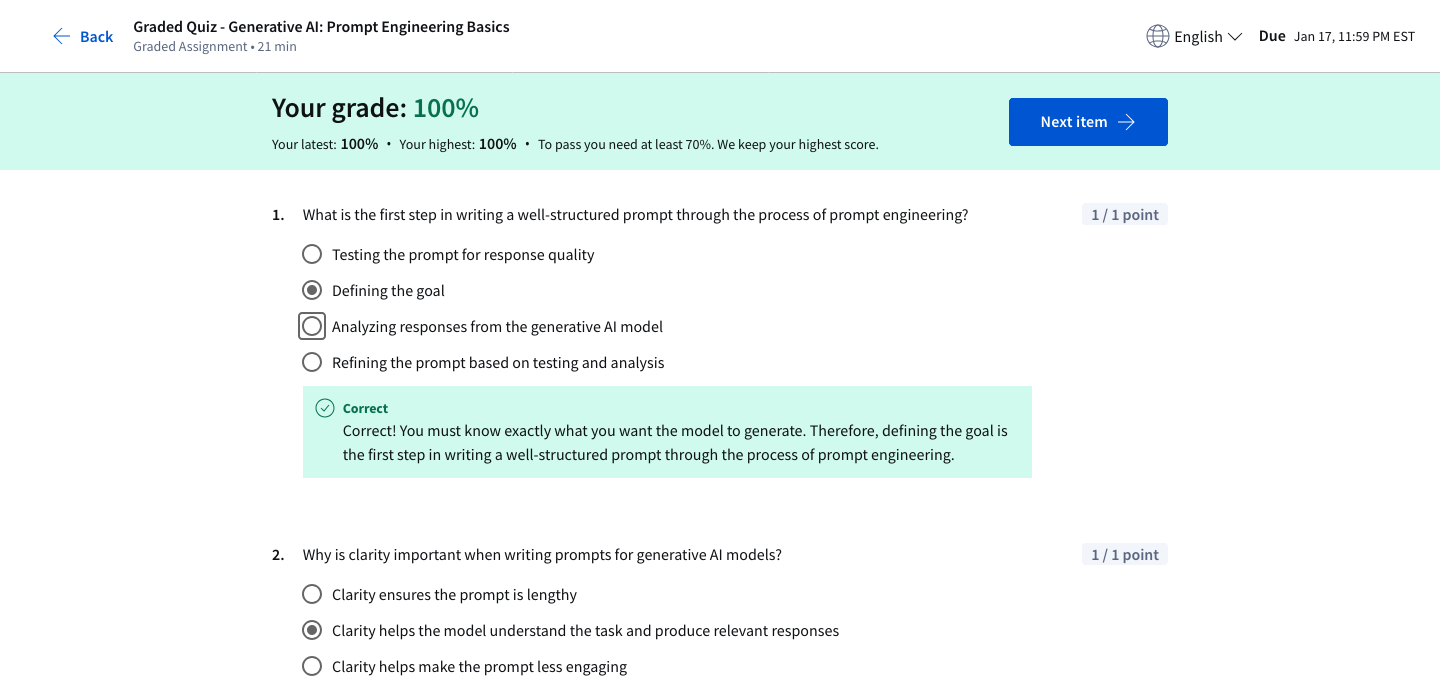 Back
Graded Quiz - Generative AI: Prompt Engineering Basics
Graded Assignment • 21 min
English
Due Jan 17, 11:59 PM EST
Your grade: 100%
Your latest: 100% • Your highest: 100% • To pass you need at least 70%. We keep your highest score.
Next item
1. What is the first step in writing a well-structured prompt through the process of prompt engineering?
1 / 1 point
Testing the prompt for response quality
Defining the goal
Analyzing responses from the generative AI model
Refining the prompt based on testing and analysis
Correct
Correct! You must know exactly what you want the model to generate. Therefore, defining the goal is
the first step in writing a well-structured prompt through the process of prompt engineering.
2. Why is clarity important when writing prompts for generative AI models?
1 / 1 point
Clarity ensures the prompt is lengthy
Clarity helps the model understand the task and produce relevant responses
Clarity helps make the prompt less engaging